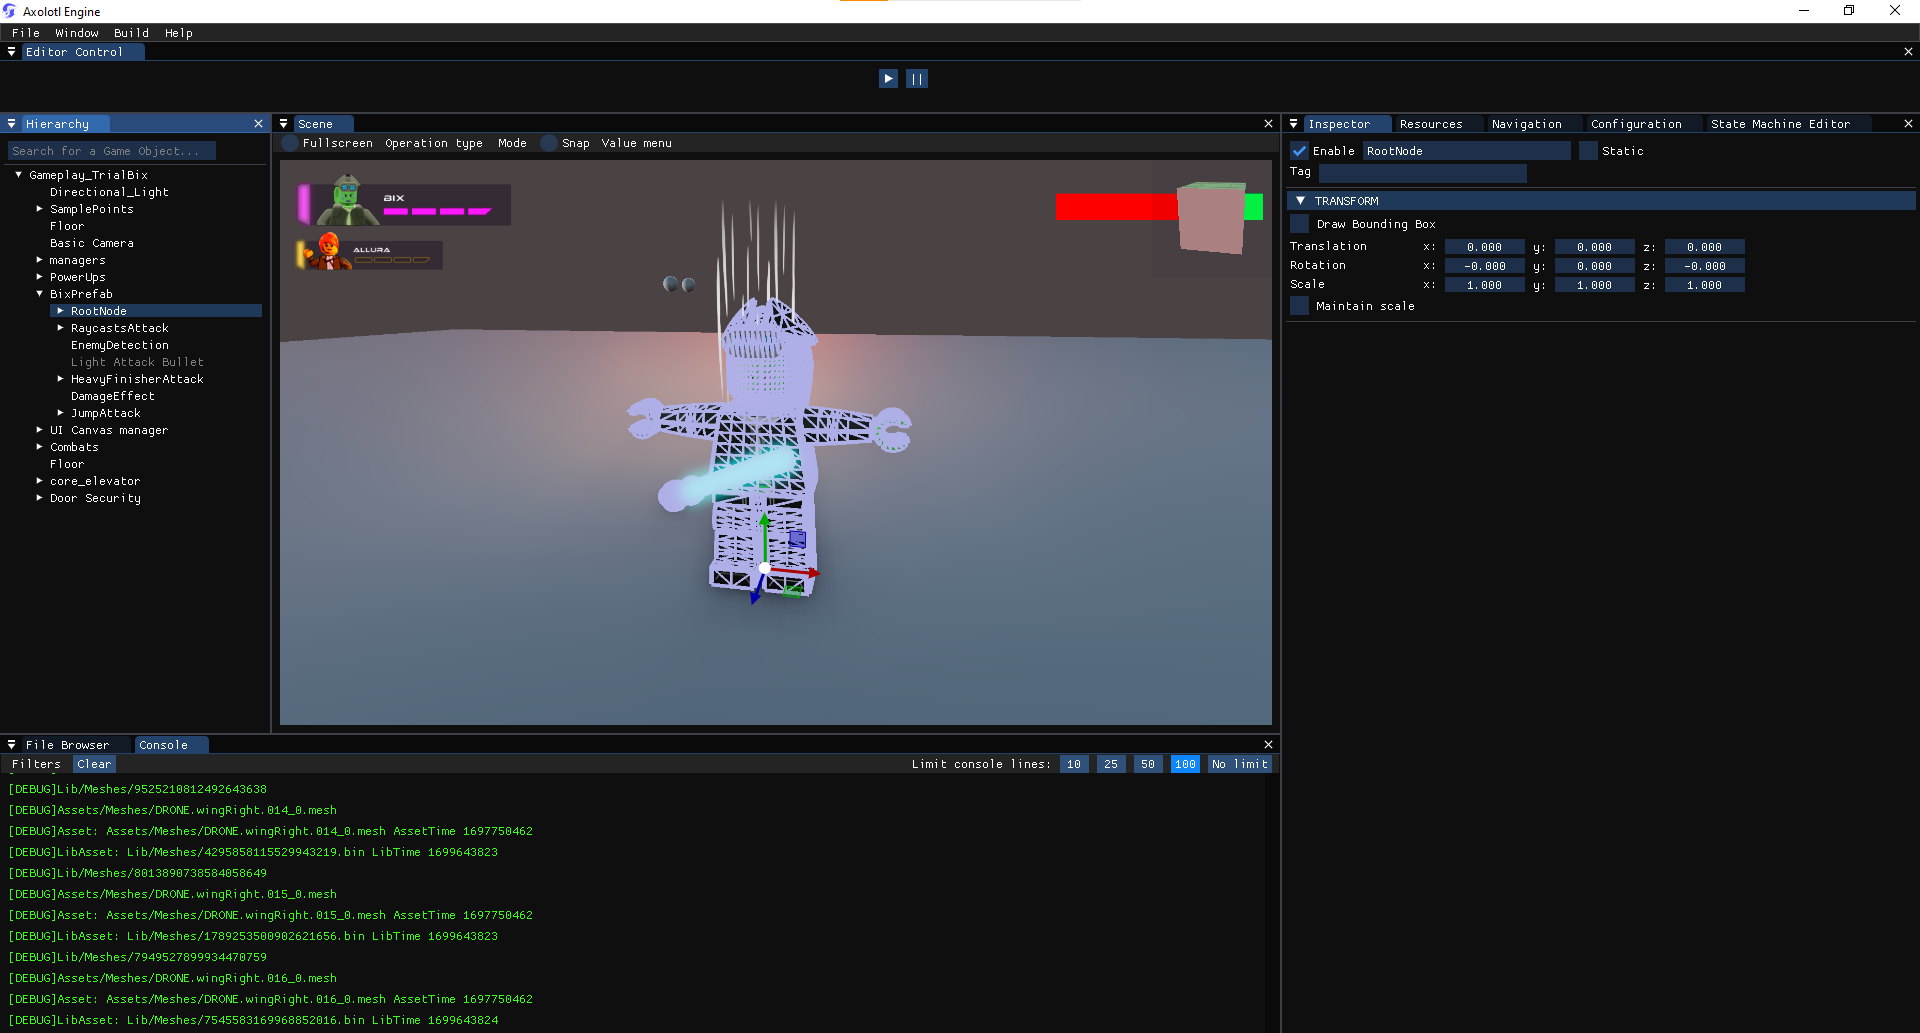 Axolotl Engine
File Window Build Help
Editor Control
Hierarchy
Search for a Game Object...
Gameplay_TrialBix
Directional_Light
SamplePoints
Floor
Basic Camera
managers
PowerUps
BixPrefab
RootNode
RaycastsAttack
EnemyDetection
Light Attack Bullet
HeavyFinisherAttack
DamageEffect
JumpAttack
UI Canvas manager
Combats
Floor
core_elevator
Door Security
Scene
Fullscreen Operation type Mode Snap Value menu
BIX
ALLURA
Inspector Resources Navigation Configuration State Machine Editor
Enable RootNode Static
Tag
TRANSFORM
Draw Bounding Box
Translation x: 0.000 y: 0.000 z: 0.000
Rotation x: -0.000 y: 0.000 z: -0.000
Scale x: 1.000 y: 1.000 z: 1.000
Maintain scale
File Browser Console
Filters Clear Limit console lines: 10 25 50 100 No limit
[DEBUG]Lib/Meshes/9525210812492643638
[DEBUG]Assets/Meshes/DRONE.wingRight.014_0.mesh
[DEBUG]Asset: Assets/Meshes/DRONE.wingRight.014_0.mesh AssetTime 1697750462
[DEBUG]LibAsset: Lib/Meshes/4295858115529943219.bin LibTime 1699643823
[DEBUG]Lib/Meshes/8013890738584058649
[DEBUG]Assets/Meshes/DRONE.wingRight.015_0.mesh
[DEBUG]Asset: Assets/Meshes/DRONE.wingRight.015_0.mesh AssetTime 1697750462
[DEBUG]LibAsset: Lib/Meshes/1789253500902621656.bin LibTime 1699643823
[DEBUG]Lib/Meshes/7949527899934470759
[DEBUG]Assets/Meshes/DRONE.wingRight.016_0.mesh
[DEBUG]Asset: Assets/Meshes/DRONE.wingRight.016_0.mesh AssetTime 1697750462
[DEBUG]LibAsset: Lib/Meshes/7545583169968852016.bin LibTime 1699643824